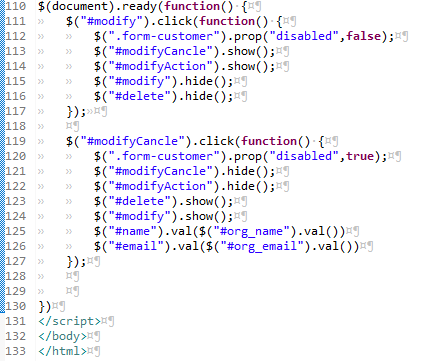 110 $(document).ready(function() {¤¶
111 » $("#modify").click(function() {¤¶
112 » » $(".form-customer").prop("disabled",false);¤¶
113 » » $("#modifyCancle").show();¤¶
114 » » $("#modifyAction").show();¤¶
115 » » $("#modify").hide();¤¶
116 » » $("#delete").hide();¤¶
117 » });»¤¶
118 » ¤¶
119 » $("#modifyCancle").click(function() {¤¶
120 » » $(".form-customer").prop("disabled",true);¤¶
121 » » $("#modifyCancle").hide();¤¶
122 » » $("#modifyAction").hide();¤¶
123 » » $("#delete").show();¤¶
124 » » $("#modify").show();¤¶
125 » » $("#name").val($("#org_name").val())¤¶
126 » » $("#email").val($("#org_email").val())¤¶
127 » });¤¶
128 » ¤¶
129 » ¤¶
130 })¤¶
131 </script>¤¶
132 </body>¤¶
133 </html>¤¶